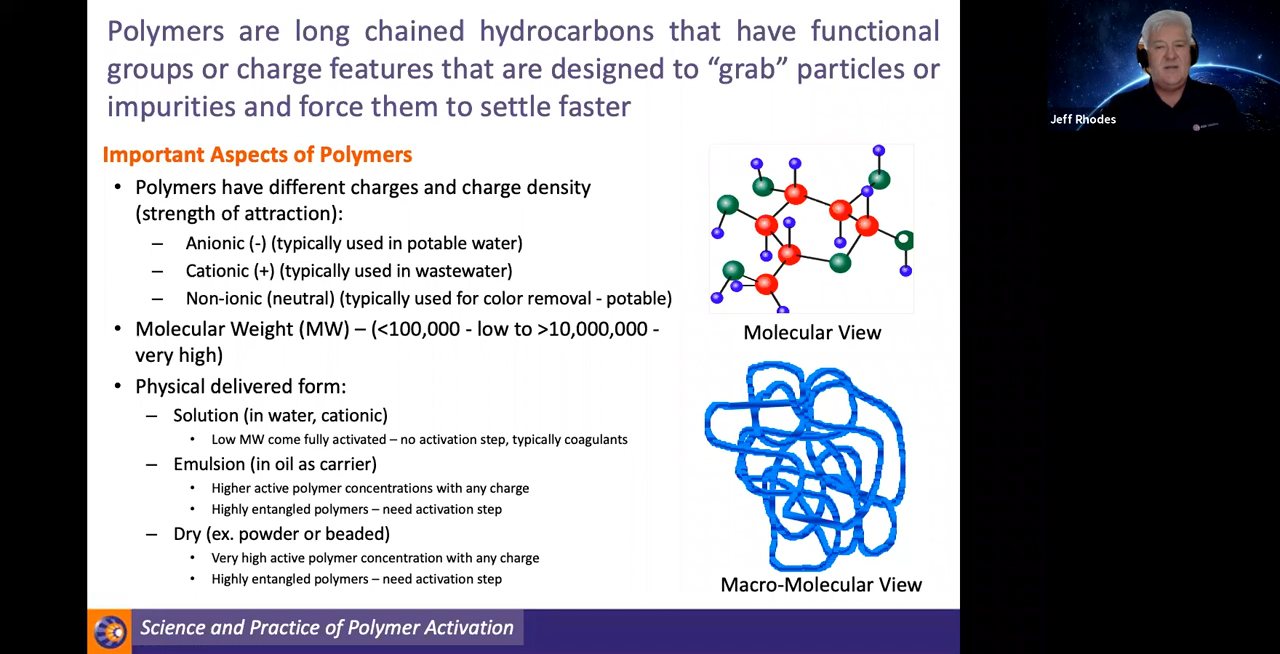 Polymers are long chained hydrocarbons that have functional
groups or charge features that are designed to “grab” particles or
impurities and force them to settle faster
Jeff Rhodes
Important Aspects of Polymers
• Polymers have different charges and charge density
(strength of attraction):
– Anionic (-) (typically used in potable water)
– Cationic (+) (typically used in wastewater)
– Non-ionic (neutral) (typically used for color removal - potable)
• Molecular Weight (MW) – (<100,000 - low to >10,000,000 -
very high)
• Physical delivered form:
– Solution (in water, cationic)
• Low MW come fully activated – no activation step, typically coagulants
– Emulsion (in oil as carrier)
• Higher active polymer concentrations with any charge
• Highly entangled polymers – need activation step
– Dry (ex. powder or beaded)
• Very high active polymer concentration with any charge
• Highly entangled polymers – need activation step
Molecular View
Macro-Molecular View
Science and Practice of Polymer Activation